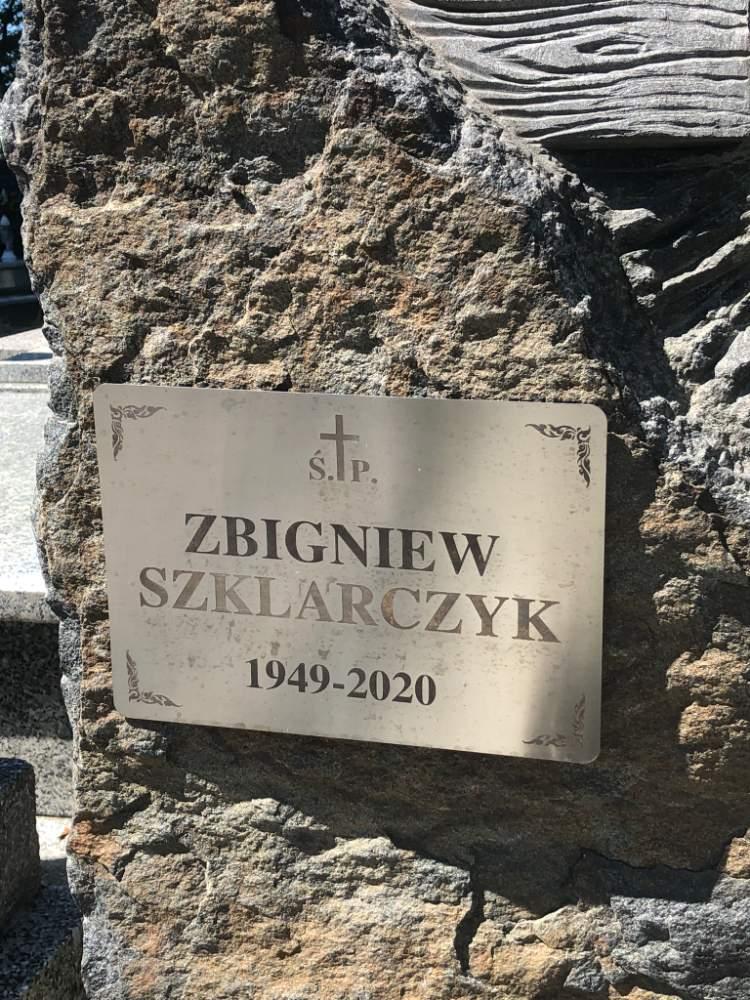 Ś. P.
ZBIGNIEW
SZKLARCZYK
1949-2020